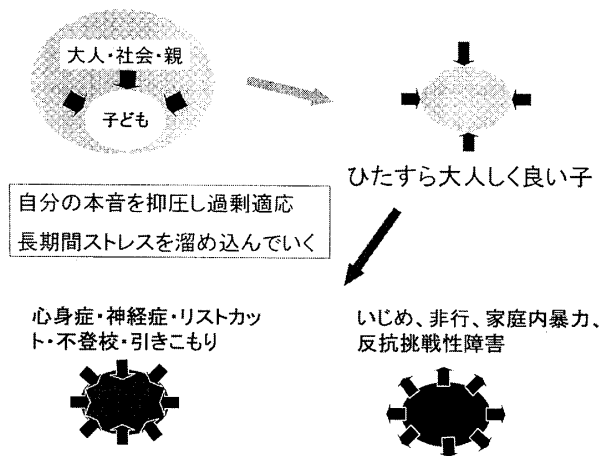 大人・社会・親
子ども
ひたすら大人しく良い子
自分の本音を抑圧し過剰適応
長期間ストレスを溜め込んでいく
心身症・神経症・リストカッ
ト・不登校・引きこもり
いじめ、非行、家庭内暴力、
反抗挑戦性障害